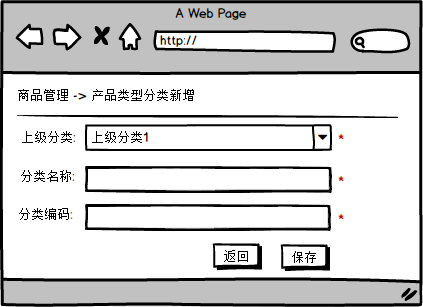 A Web Page
http://
商品管理 -> 产品类型分类新增
上级分类: 上级分类1 *
分类名称: *
分类编码: *
返回 保存